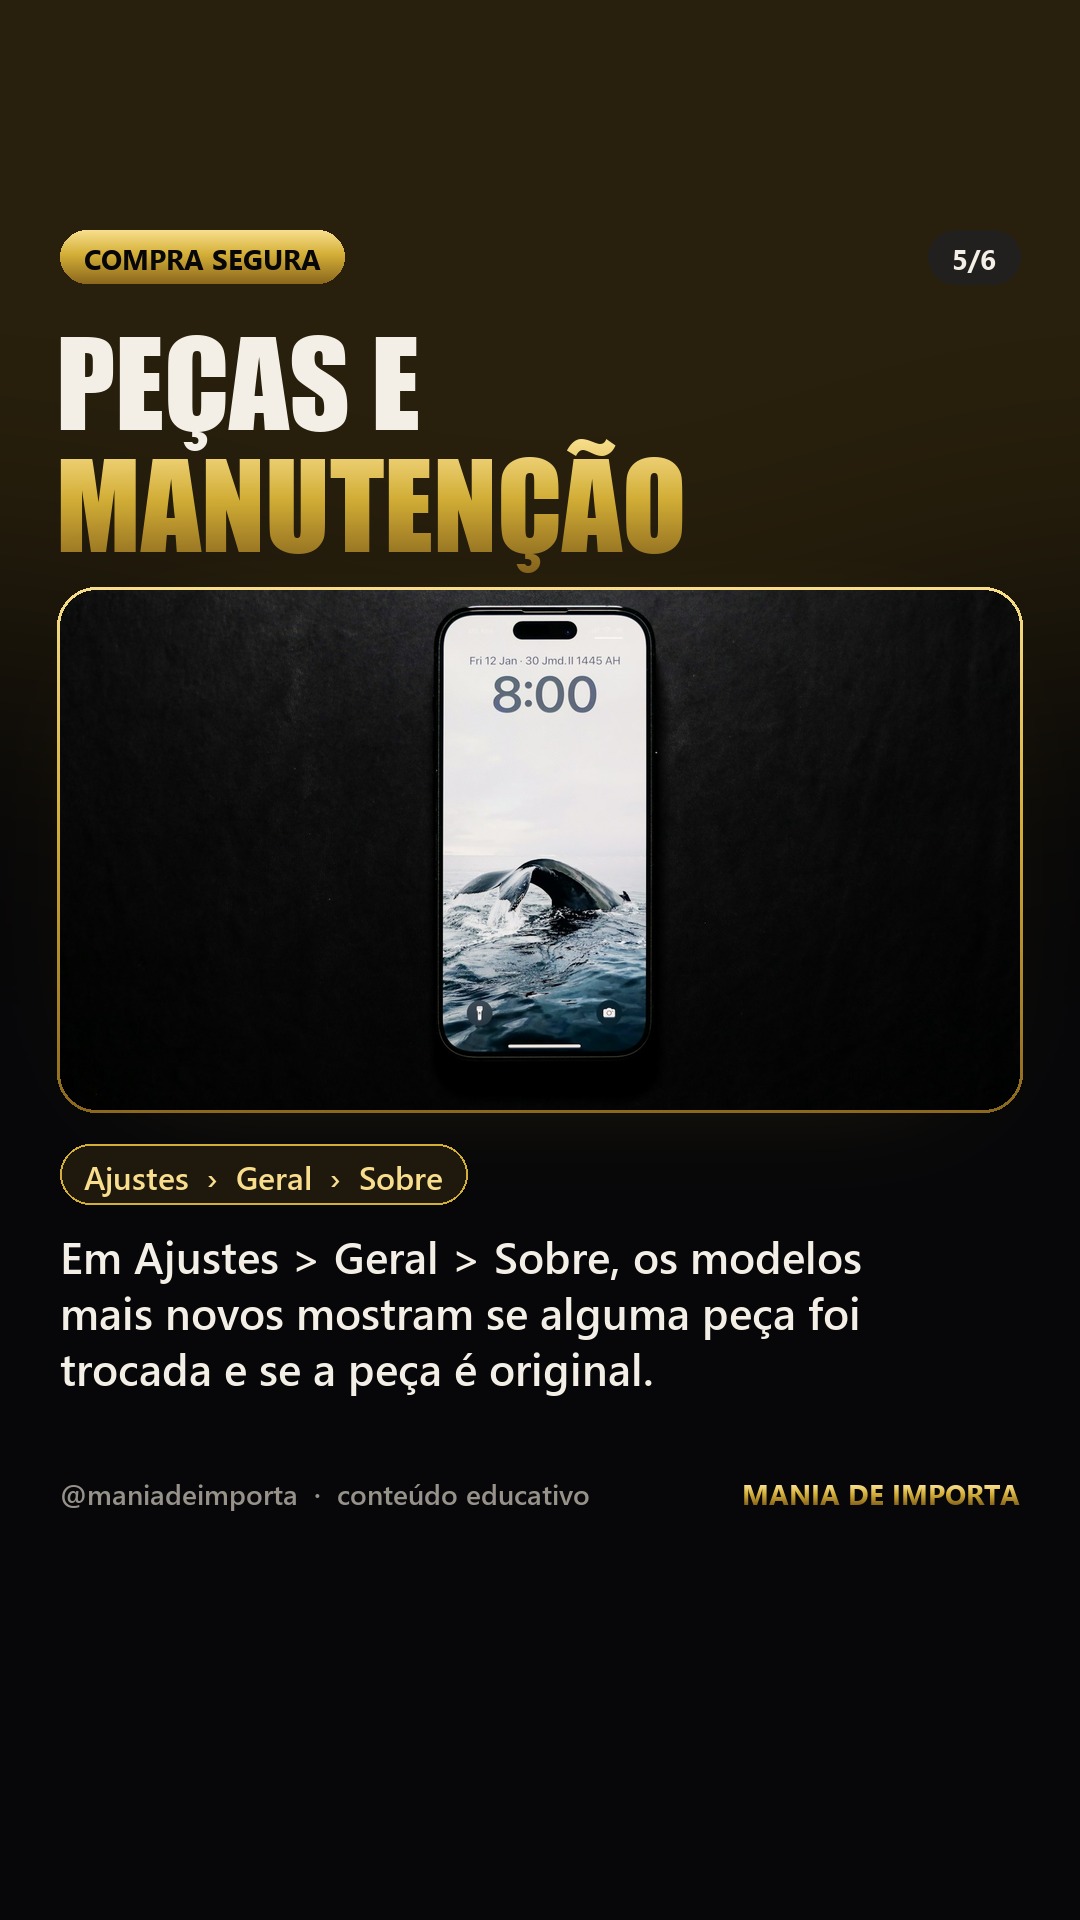 COMPRA SEGURA
5/6
PEÇAS E
MANUTENÇÃO
Fri 12 Jan · 30 Jmd.II 1445 AH
8:00
Ajustes › Geral › Sobre
Em Ajustes > Geral > Sobre, os modelos
mais novos mostram se alguma peça foi
trocada e se a peça é original.
@maniadeimporta · conteúdo educativo
MANIA DE IMPORTA